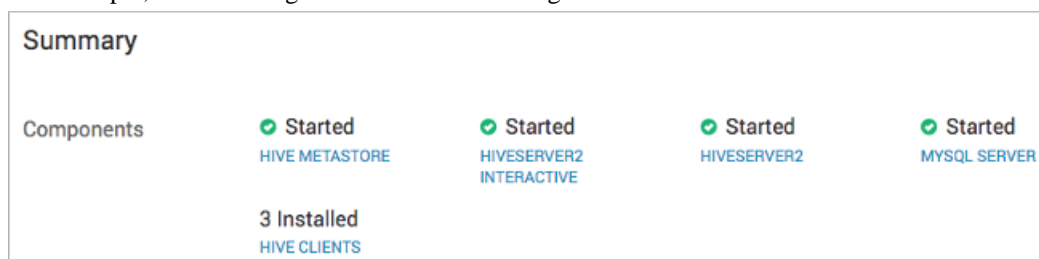 Summary
Components
Started
Started
Started
Started
HIVE METASTORE
HIVESERVER2
INTERACTIVE
HIVESERVER2
MYSQL SERVER
3 Installed
HIVE CLIENTS